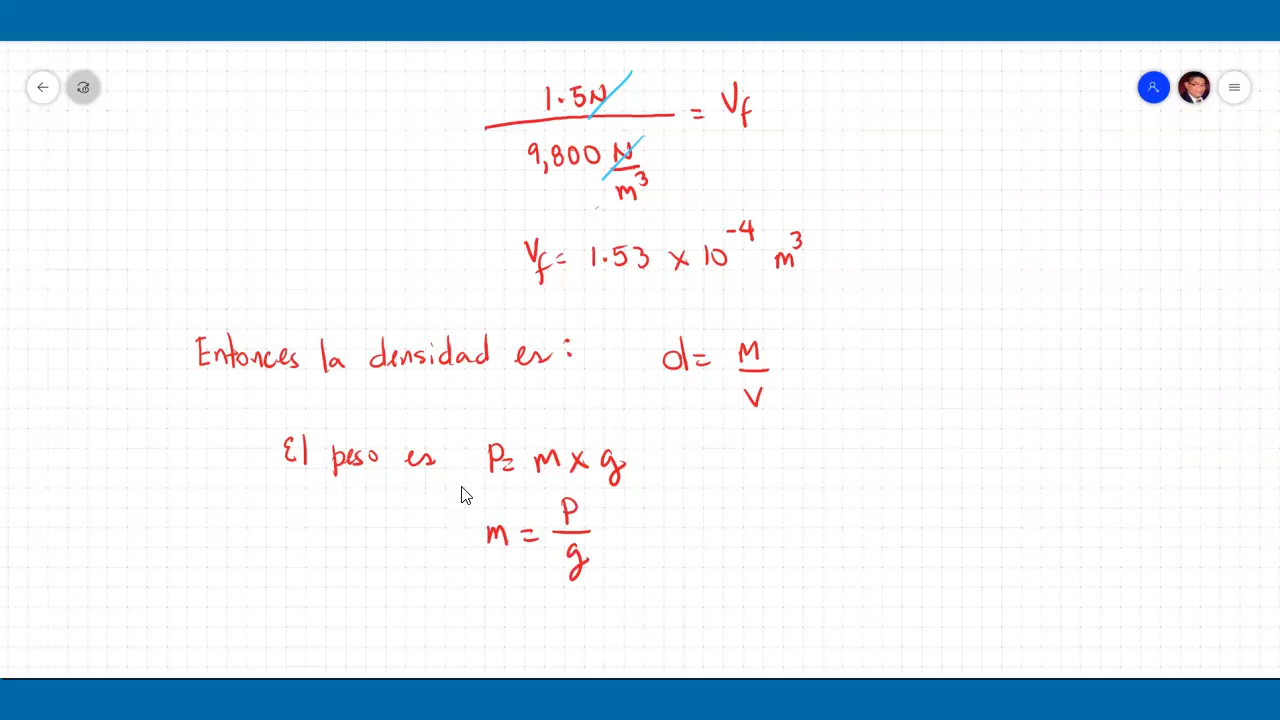 1.5N
9,800 N/m³ = Vf
Vf = 1.53 x 10⁻⁴ m³
Entonces la densidad es: d = M/V
El peso es P= m x g
m = P/g